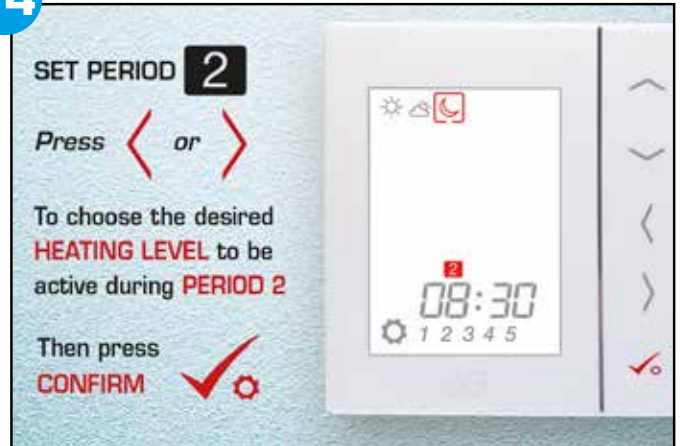 4
SET PERIOD 2
Press < or >
To choose the desired
HEATING LEVEL to be
active during PERIOD 2
Then press
CONFIRM
2
08:30
1 2 3 4 5